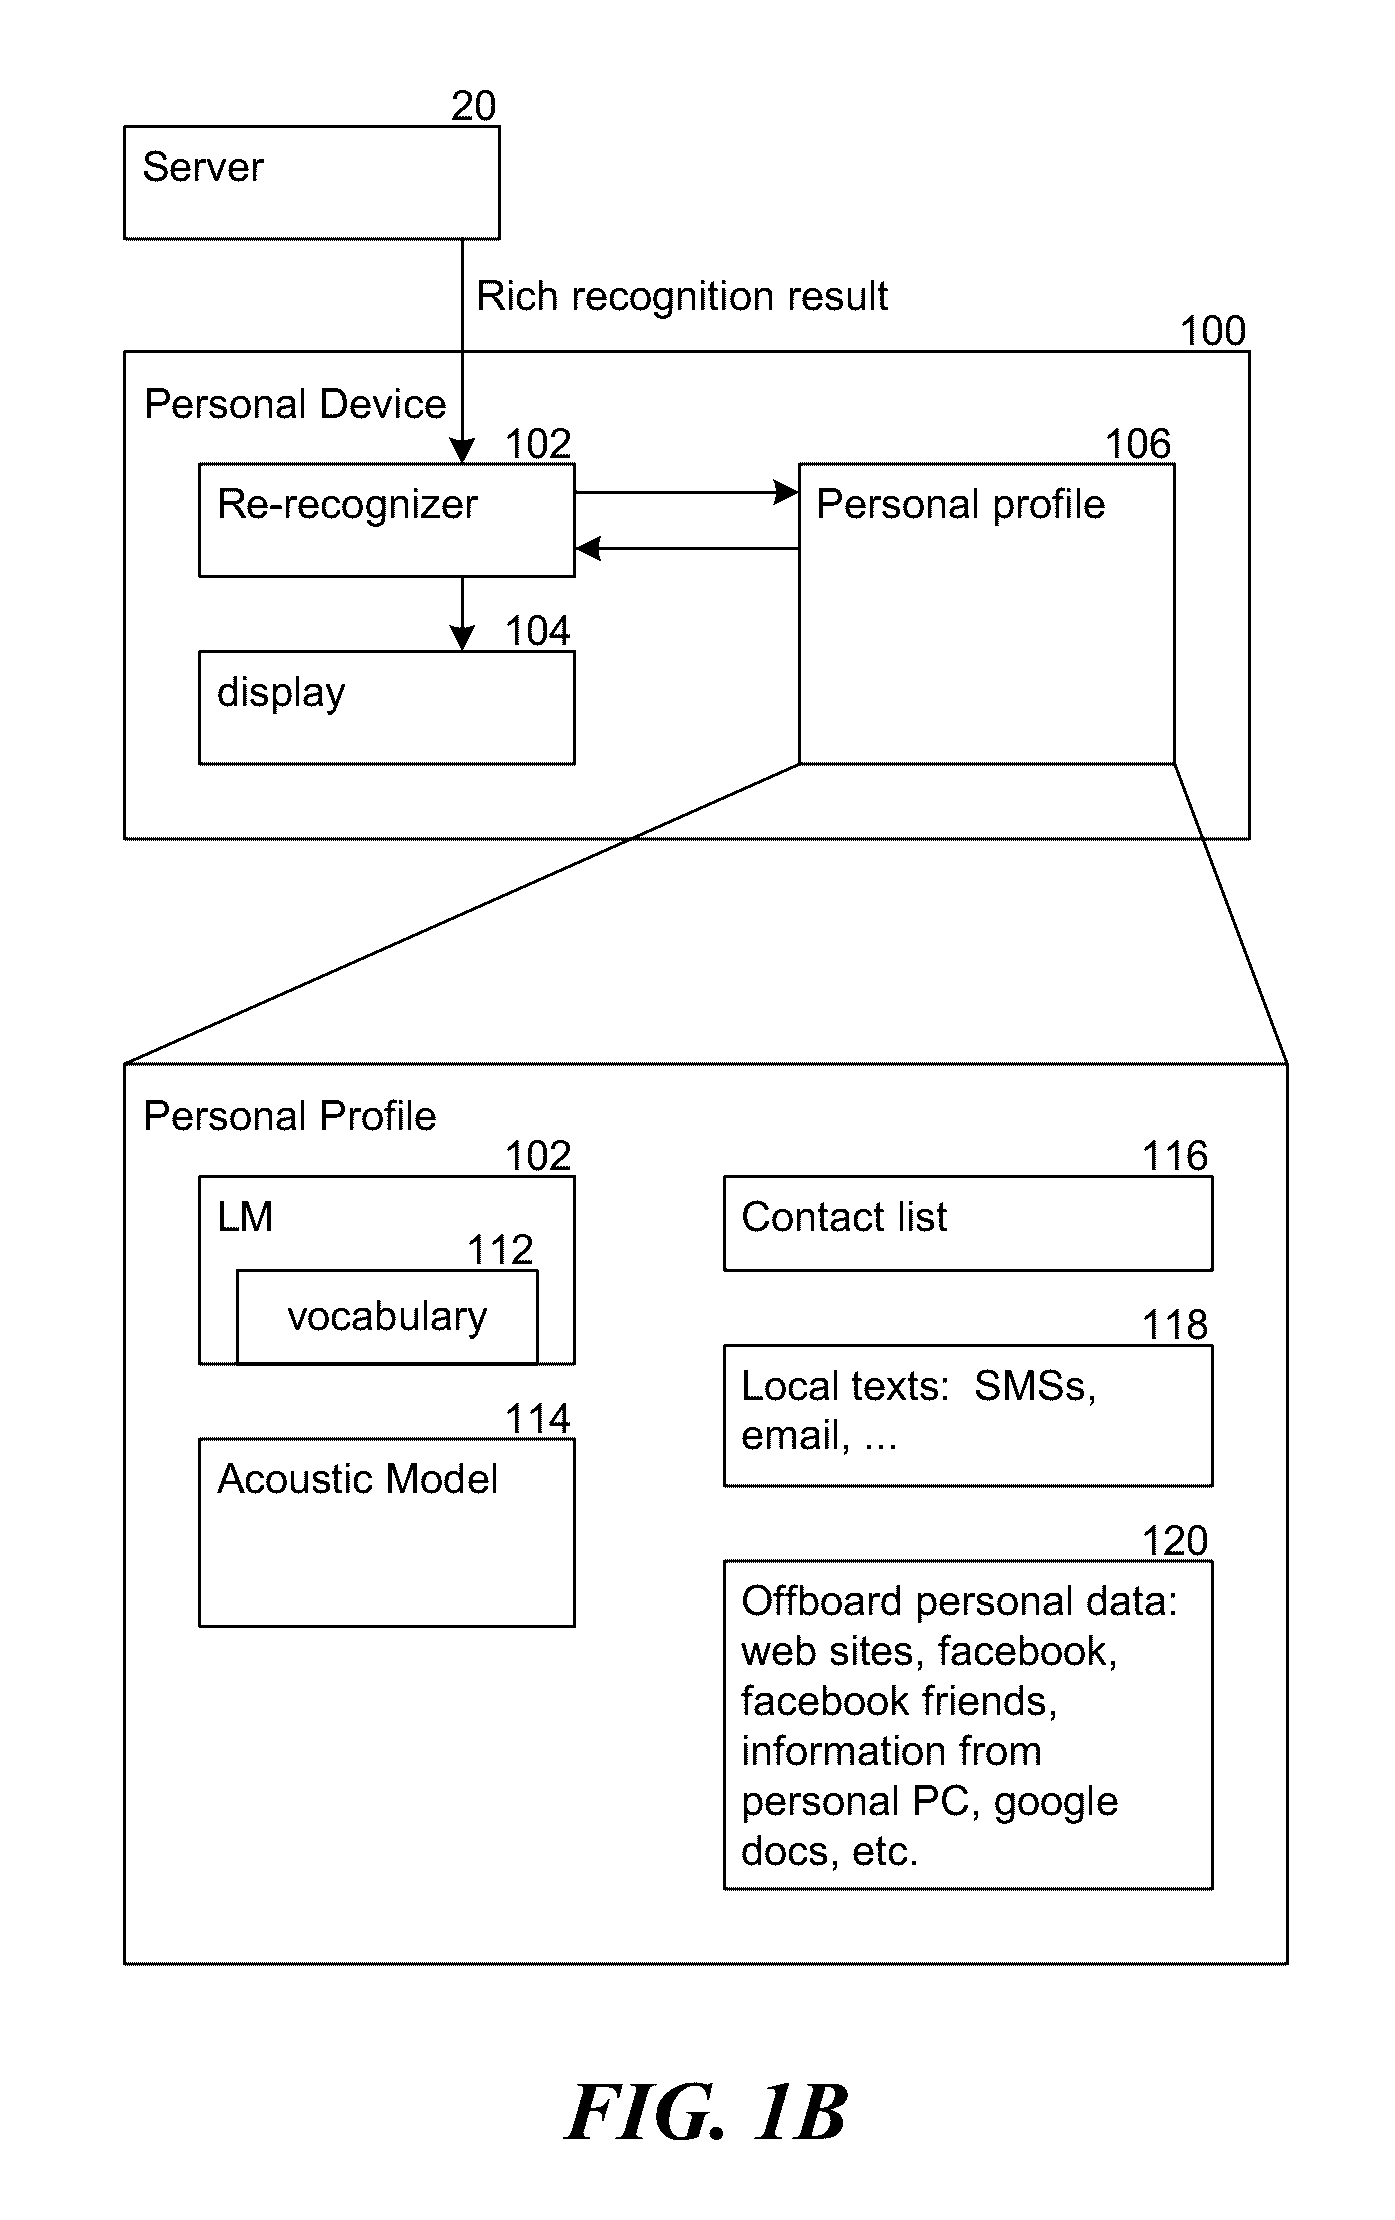 20
Server
Rich recognition result
100
Personal Device
102
Re-recognizer
106
Personal profile
104
display
Personal Profile
102
LM
112
vocabulary
114
Acoustic Model
116
Contact list
118
Local texts: SMSs,
email, ...
120
Offboard personal data:
web sites, facebook,
facebook friends,
information from
personal PC, google
docs, etc.
FIG. 1B